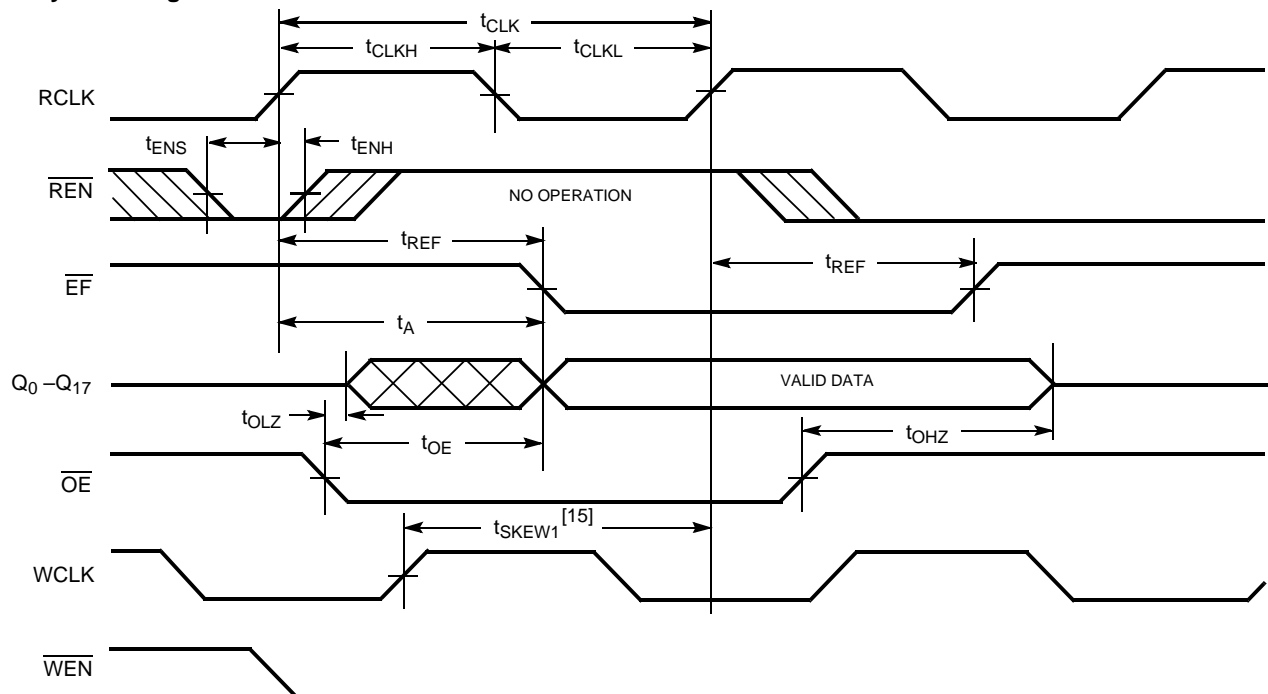 tCLK
tCLKH
tCLKL
RCLK
tENS
tENH
REN
NO OPERATION
tREF
tREF
EF
tA
Q0 –Q17
VALID DATA
tOLZ
tOE
tOHZ
OE
tSKEW1[15]
WCLK
WEN